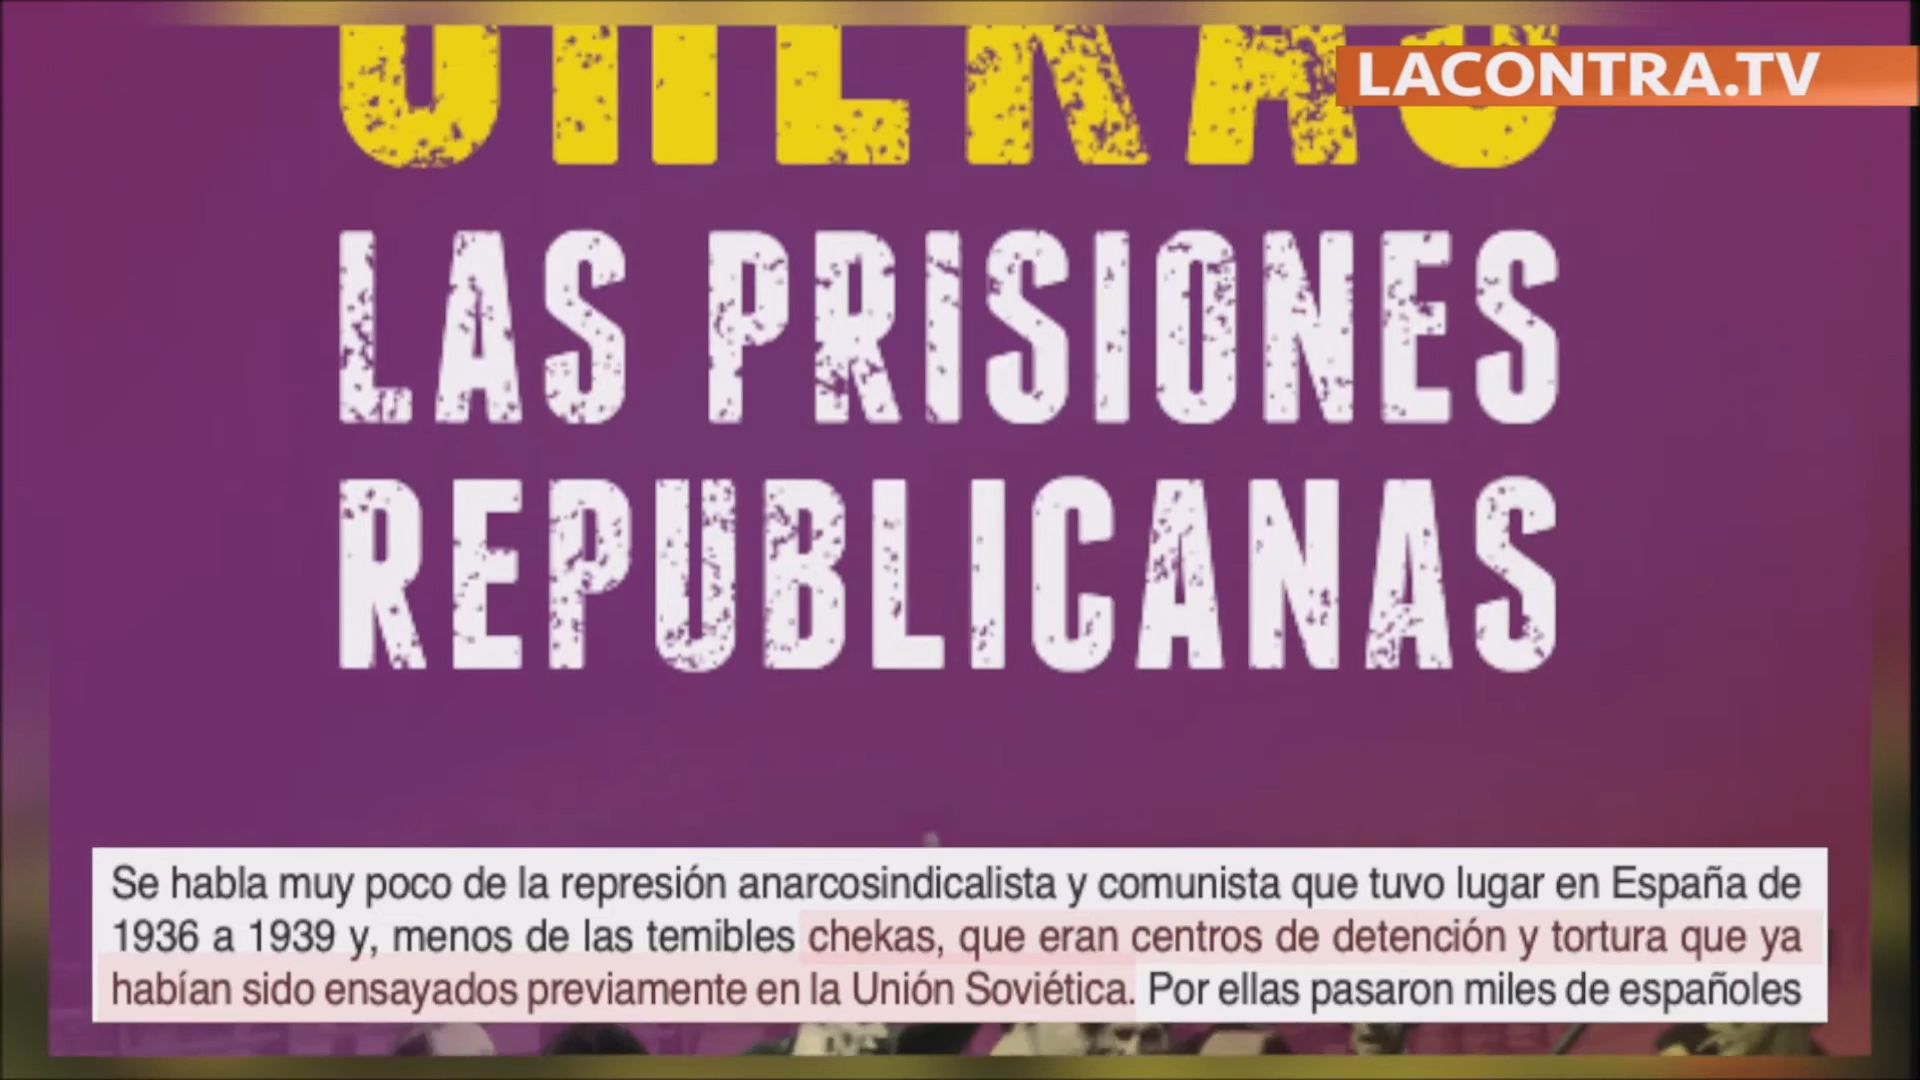 CHEKAS
LACONTRA.TV
LAS PRISIONES
REPUBLICANAS
Se habla muy poco de la represión anarcosindicalista y comunista que tuvo lugar en España de
1936 a 1939 y, menos de las temibles chekas, que eran centros de detención y tortura que ya
habían sido ensayados previamente en la Unión Soviética. Por ellas pasaron miles de españoles